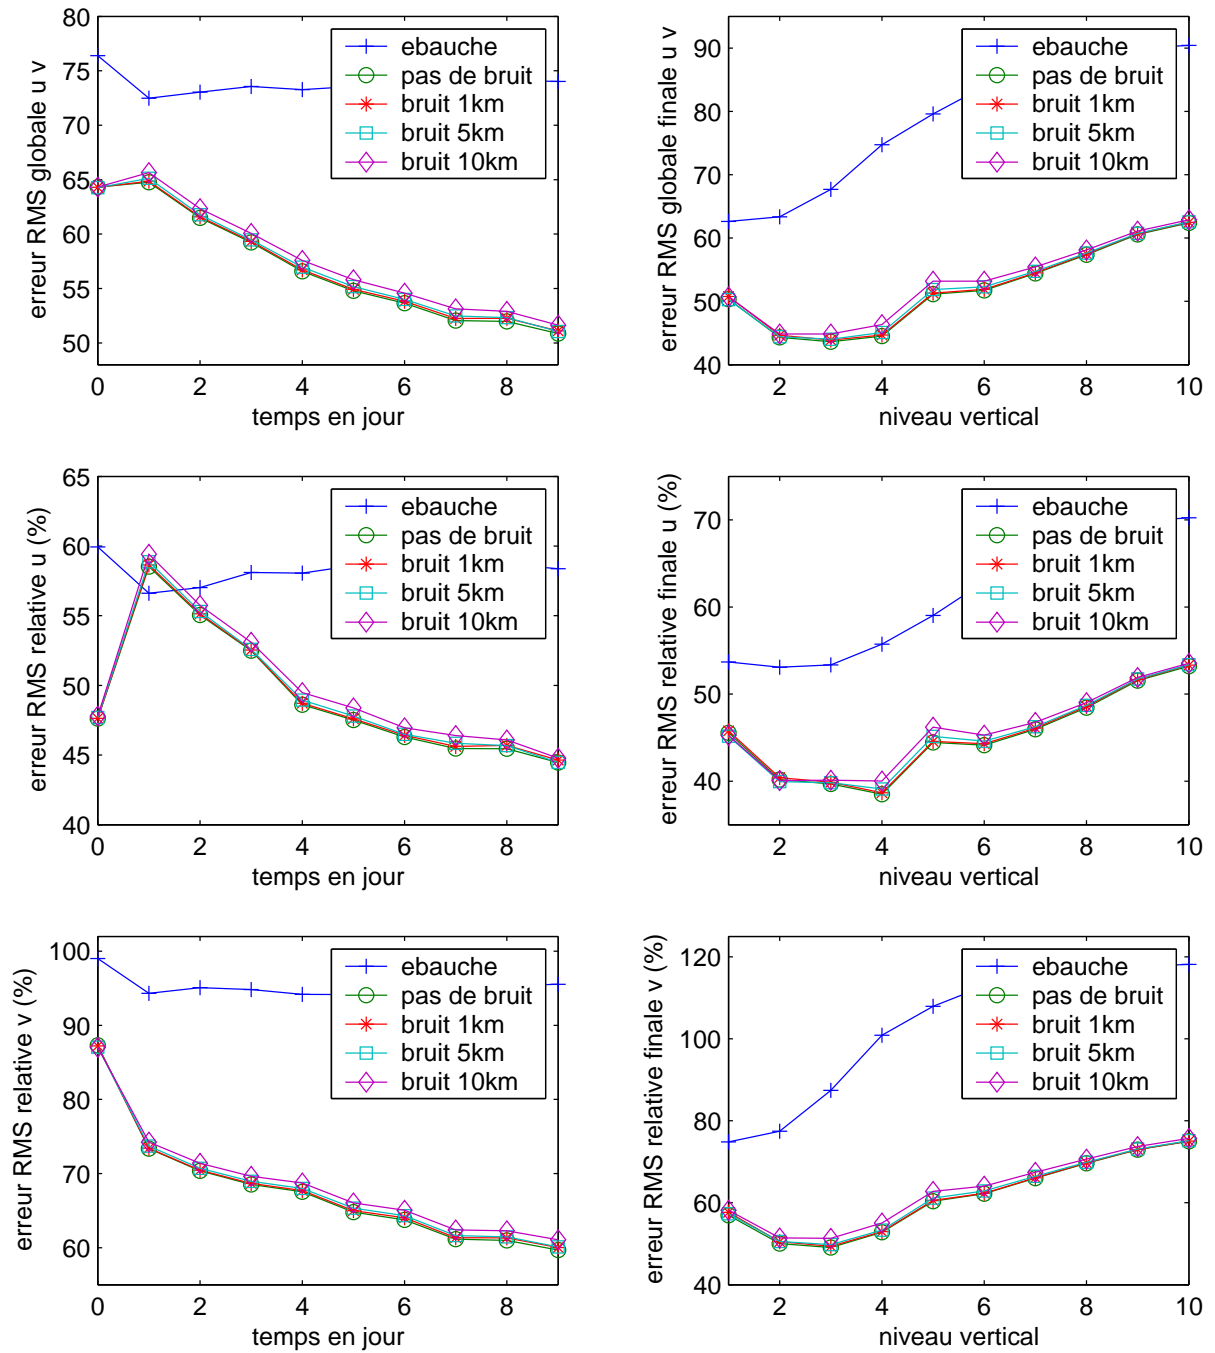 80
75
70
65
60
55
50
0
2
4
6
8
erreur RMS globale u v
temps en jour
ebauche
pas de bruit
bruit 1km
bruit 5km
bruit 10km
90
80
70
60
50
40
2
4
6
8
10
erreur RMS globale finale u v
niveau vertical
ebauche
pas de bruit
bruit 1km
bruit 5km
bruit 10km
65
60
55
50
45
40
0
2
4
6
8
erreur RMS relative u (%)
temps en jour
ebauche
pas de bruit
bruit 1km
bruit 5km
bruit 10km
70
60
50
40
2
4
6
8
10
erreur RMS relative finale u (%)
niveau vertical
ebauche
pas de bruit
bruit 1km
bruit 5km
bruit 10km
100
90
80
70
60
0
2
4
6
8
erreur RMS relative v (%)
temps en jour
ebauche
pas de bruit
bruit 1km
bruit 5km
bruit 10km
120
100
80
60
40
2
4
6
8
10
erreur RMS relative finale v (%)
niveau vertical
ebauche
pas de bruit
bruit 1km
bruit 5km
bruit 10km